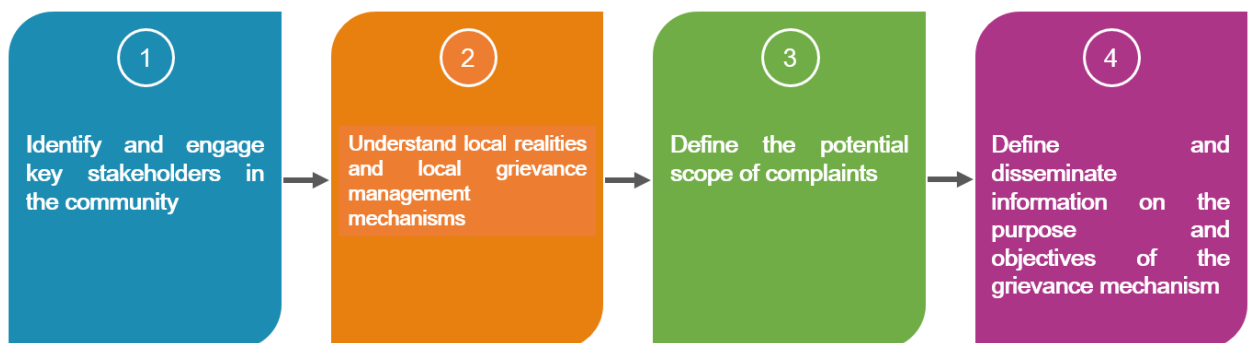 1
Identify and engage
key stakeholders in
the community
2
Understand local realities
and local grievance
management
mechanisms
3
Define the potential
scope of complaints
4
Define and
disseminate
information on the
purpose and
objectives of the
grievance mechanism